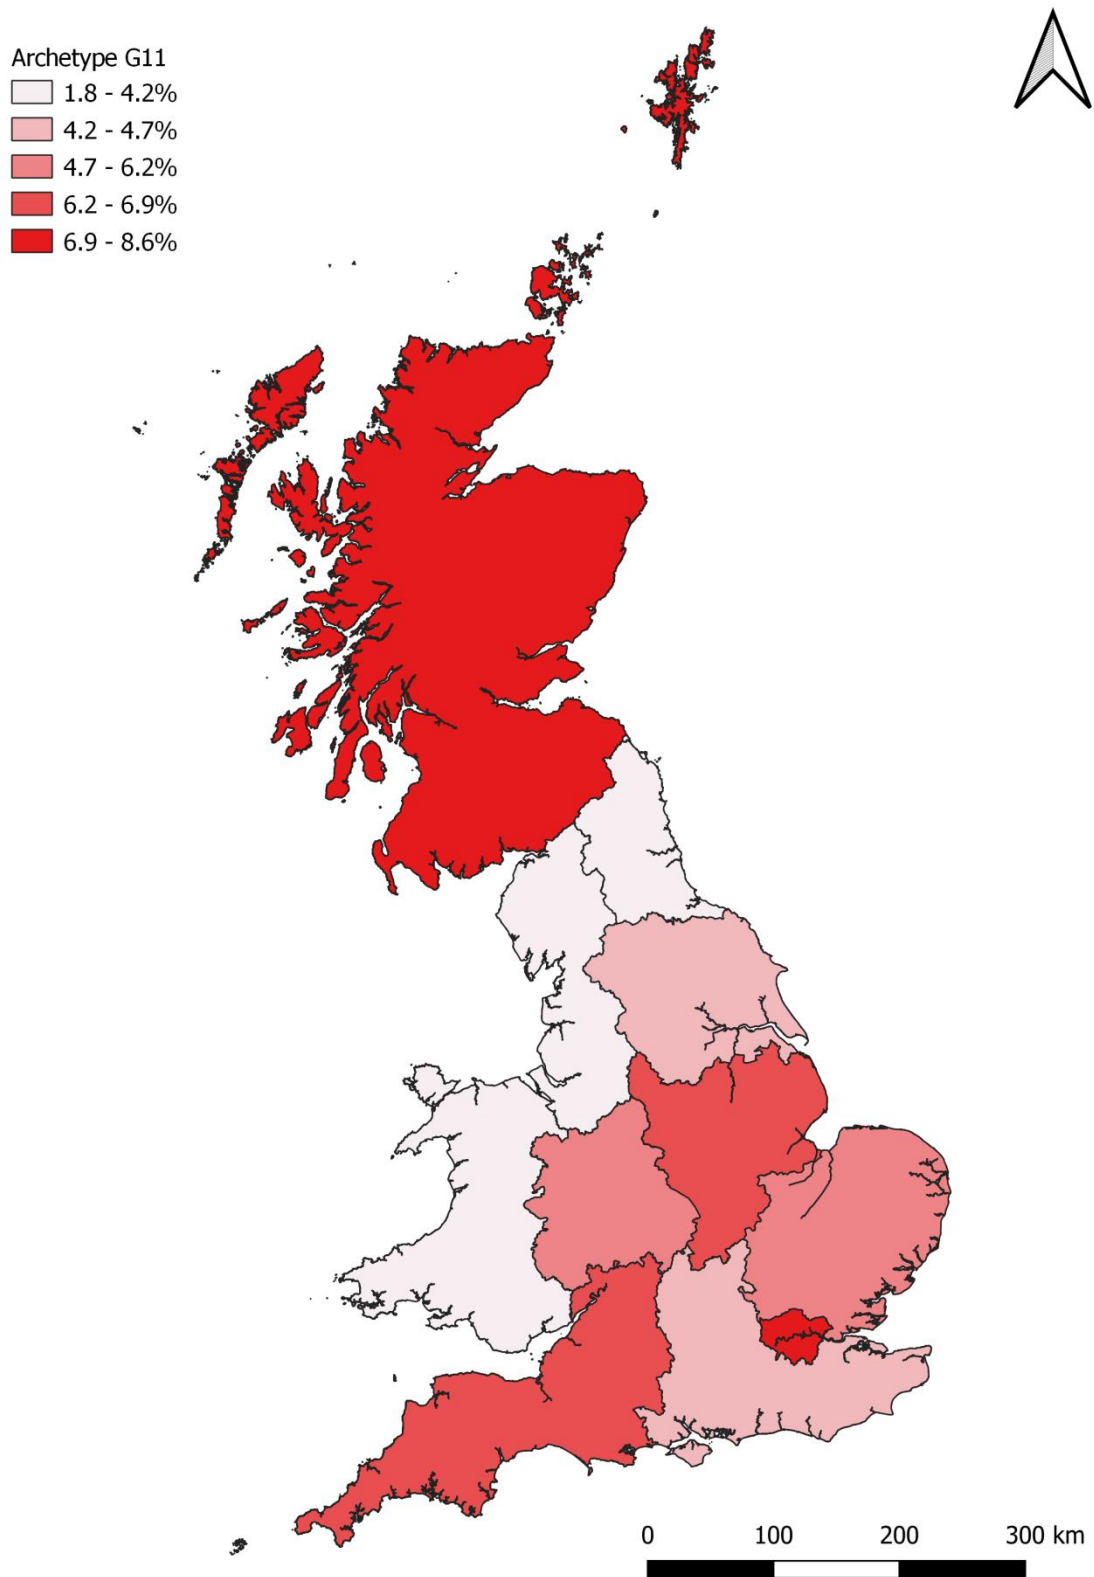 Archetype G11
1.8 - 4.2%
4.2 - 4.7%
4.7 - 6.2%
6.2 - 6.9%
6.9 - 8.6%
0 100 200 300 km